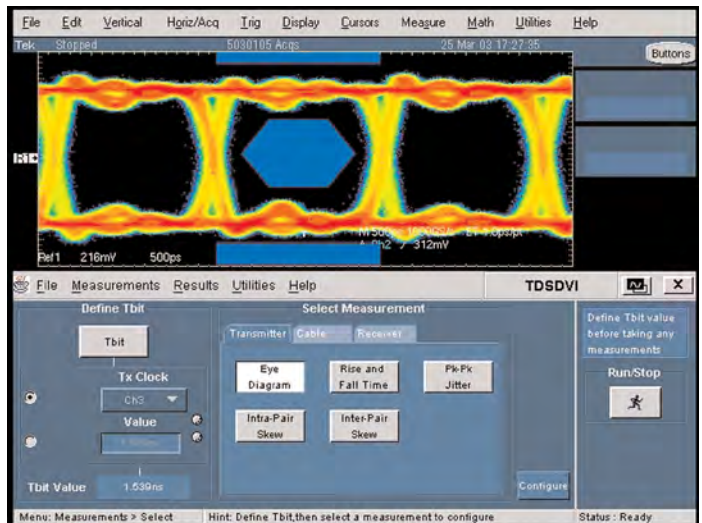 File Edit Vertical Horiz/Acq Trig Display Cursors Measure Math Utilities Help
Tek Stopped 5030105 Acqs 25 Mar 03 17:27:35
Buttons
R1
312mV
Ref1 216mV 500ps
File Measurements Results Utilities Help TDSDVI X
Define Tbit
Tbit
Tx Clock
Ch3
Value
Tbit Value 1.539ns
Select Measurement
Transmitter Cable Receiver
Eye Diagram
Rise and Fall Time
Pk-Pk Jitter
Intra-Pair Skew
Inter-Pair Skew
Configure
Define Tbit value
before taking any
measurements
Run/Stop
Menu: Measurements > Select Hint: Define Tbit,then select a measurement to configure Status : Ready